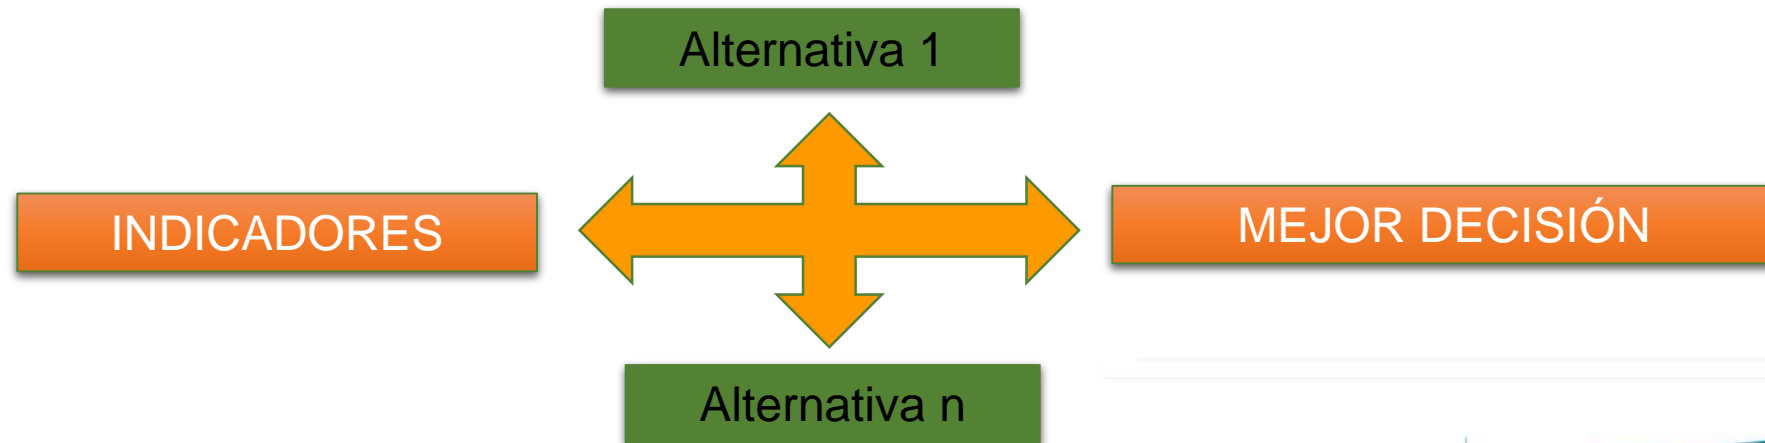 Alternativa 1
INDICADORES
MEJOR DECISIÓN
Alternativa n